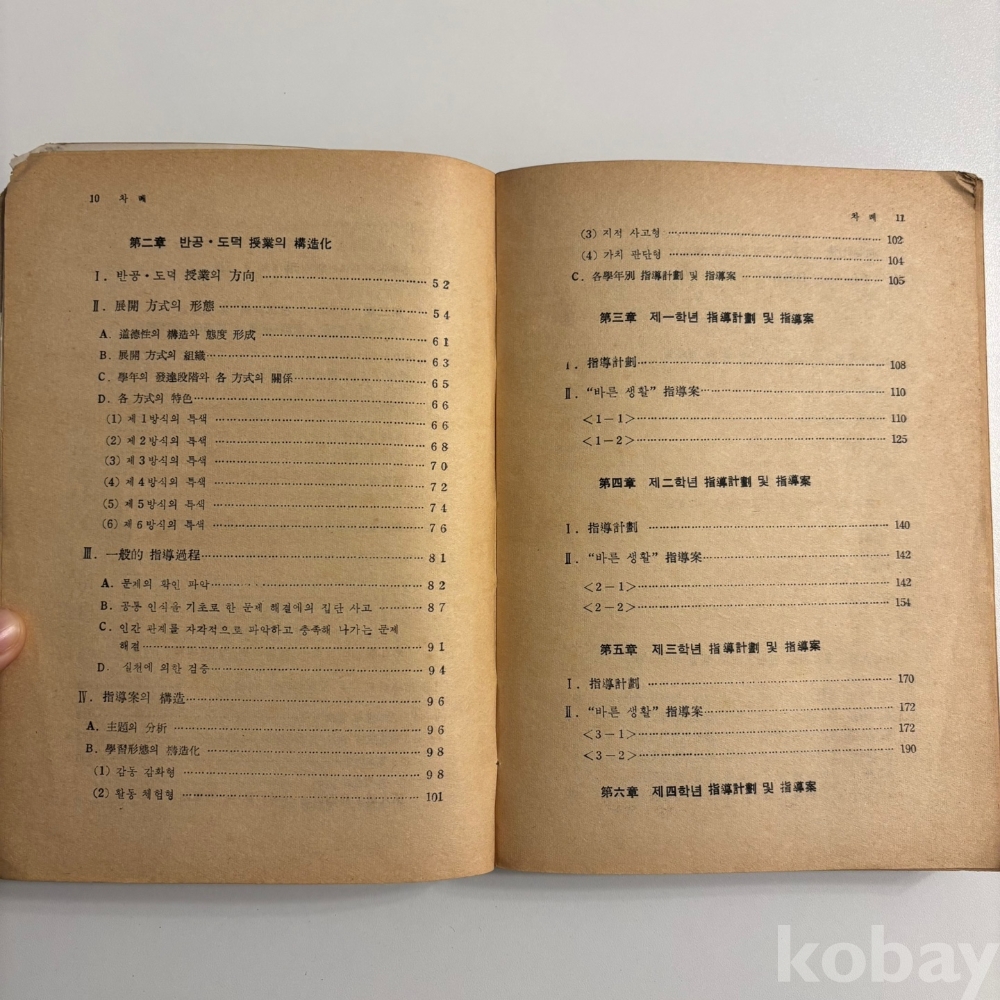 10 차 례
第二章 반공·도덕 授業의 構造化
Ⅰ. 반공·도덕 授業의 方向 52
Ⅱ. 展開 方式의 形態 54
A. 道德性의 構造와 態度 形成 61
B. 展開 方式의 組織 63
C. 學年의 發達段階와 各 方式의 關係 65
D. 各 方式의 特色 66
(1) 제 1방식의 특색 66
(2) 제 2방식의 특색 68
(3) 제 3방식의 특색 70
(4) 제 4방식의 특색 72
(5) 제 5방식의 특색 74
(6) 제 6방식의 특색 76
Ⅲ. 一般的 指導過程 81
A. 문제의 확인 파악 82
B. 공통 인식을 기초로 한 문제 해결에의 집단 사고 87
C. 인간 관계를 자각적으로 파악하고 충족해 나가는 문제
해결 91
D. 실천에 의한 검증 94
Ⅳ. 指導案의 構造 96
A. 主題의 分析 96
B. 學習形態의 構造化 98
(1) 감동 감화형 98
(2) 활동 체험형 101
차 례 11
(3) 지적 사고형 102
(4) 가치 판단형 104
C. 各學年別 指導計劃 및 指導案 105
第三章 제一학년 指導計劃 및 指導案
Ⅰ. 指導計劃 108
Ⅱ. “바른 생활” 指導案 110
<1-1> 110
<1-2> 125
第四章 제二학년 指導計劃 및 指導案
Ⅰ. 指導計劃 140
Ⅱ. “바른 생활” 指導案 142
<2-1> 142
<2-2> 154
第五章 제三학년 指導計劃 및 指導案
Ⅰ. 指導計劃 170
Ⅱ. “바른 생활” 指導案 172
<3-1> 172
<3-2> 190
第六章 제四학년 指導計劃 및 指導案
kobay